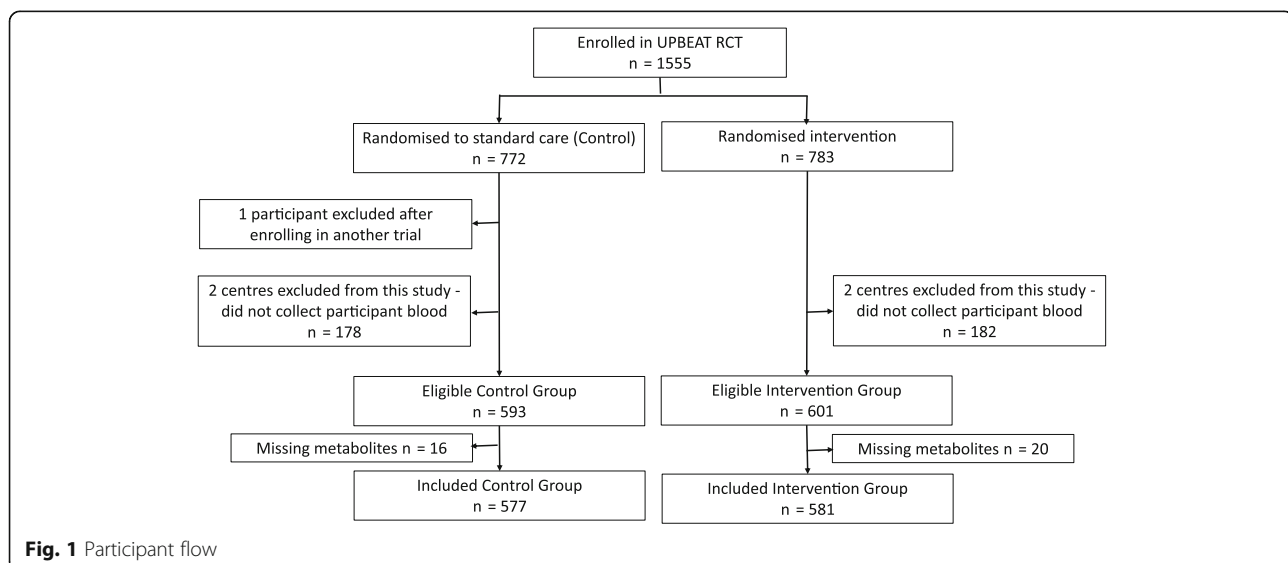 Enrolled in UPBEAT RCT
n = 1555
Randomised to standard care (Control)
n = 772
Randomised intervention
n = 783
1 participant excluded after
enrolling in another trial
2 centres excluded from this study -
did not collect participant blood
n = 178
2 centres excluded from this study -
did not collect participant blood
n = 182
Eligible Control Group
n = 593
Eligible Intervention Group
n = 601
Missing metabolites n = 16
Missing metabolites n = 20
Included Control Group
n = 577
Included Intervention Group
n = 581
Fig. 1 Participant flow